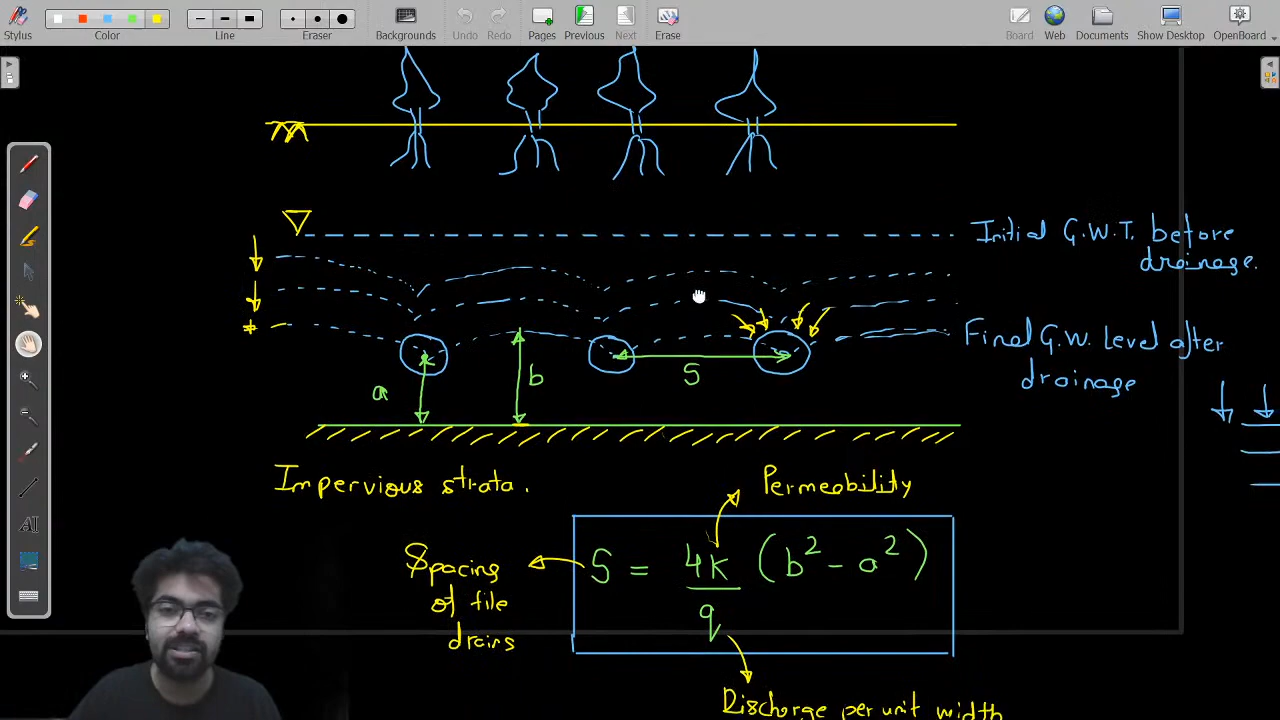 Stylus
Color
Line
Eraser
Backgrounds
Undo
Redo
Pages
Previous
Next
Erase
Board
Web
Documents
Show Desktop
OpenBoard
Initial G.W.T. before
drainage.
Final G.W. level after
drainage
a
b
S
Impervious strata.
Permeability
Spacing
of tile
drains
S = 4k/q (b² - a²)
Discharge per unit width